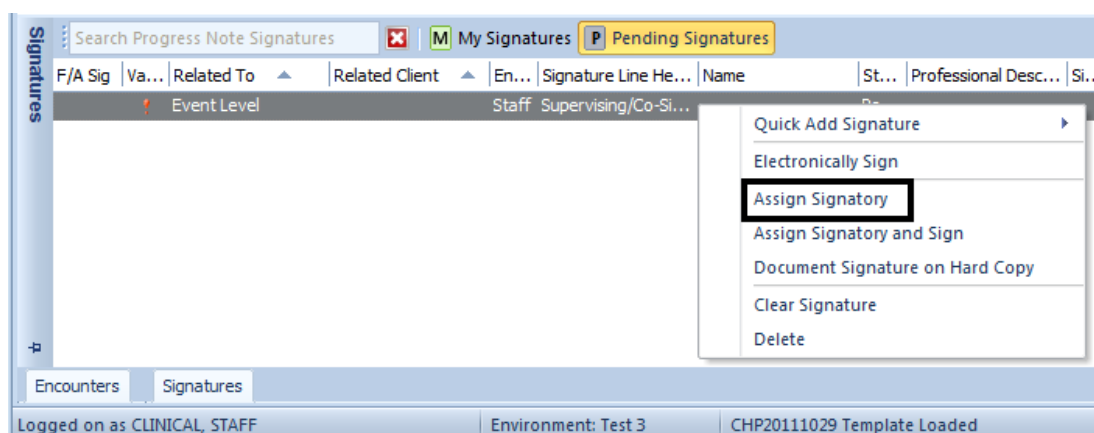 Signatures
Search Progress Note Signatures M My Signatures P Pending Signatures
F/A Sig Va... Related To Related Client En... Signature Line He... Name St... Professional Desc... Si...
Event Level Staff Supervising/Co-Si...
Quick Add Signature
Electronically Sign
Assign Signatory
Assign Signatory and Sign
Document Signature on Hard Copy
Clear Signature
Delete
Encounters Signatures
Logged on as CLINICAL, STAFF Environment: Test 3 CHP20111029 Template Loaded